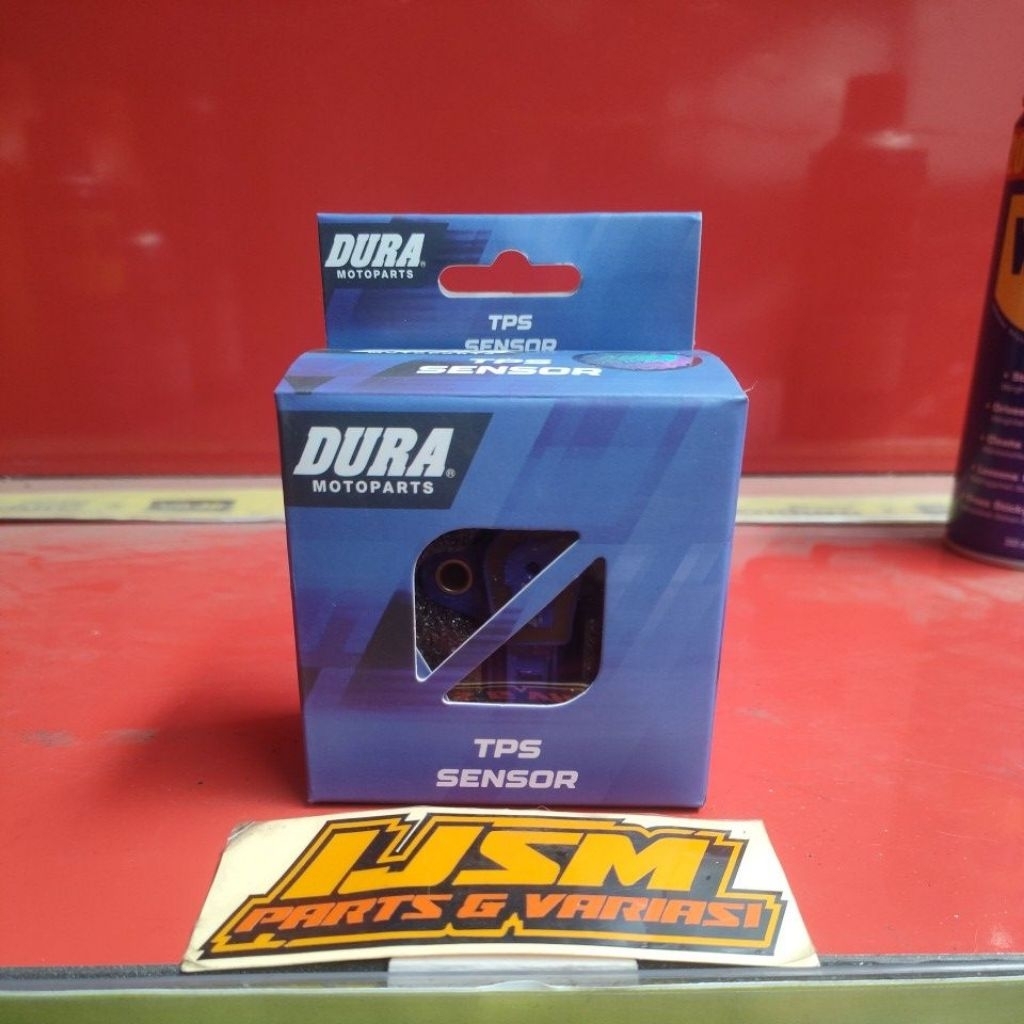 DURA
MOTOPARTS
TPS
SENSOR
TPS
SENSOR
DURA
MOTOPARTS
TPS
SENSOR
IJSM
PARTS & VARIASI